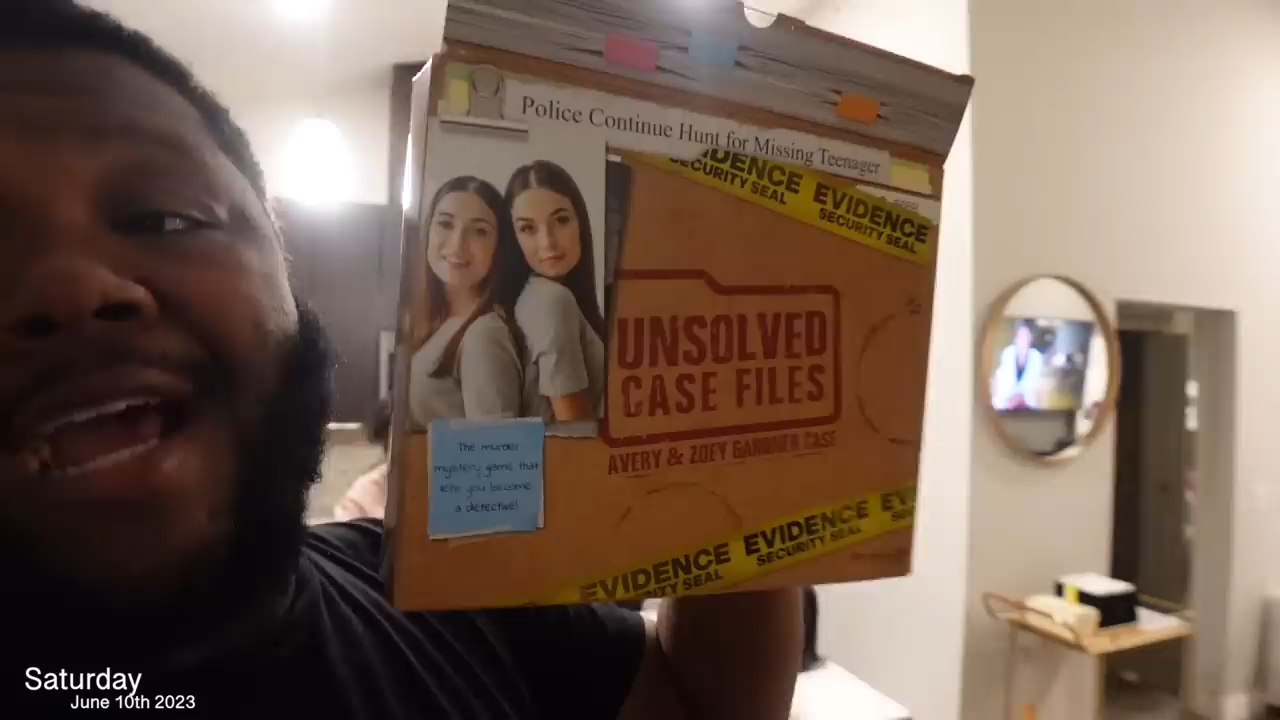 Police Continue Hunt for Missing Teenager
EVIDENCE EVIDENCE
SECURITY SEAL SECURITY SEAL
UNSOLVED
CASE FILES
AVERY & ZOEY GARDNER CASE
The murder
mystery game that
lets you become
a detective!
EVIDENCE EVIDENCE EV
SECURITY SEAL SECURITY SEAL
Saturday
June 10th 2023